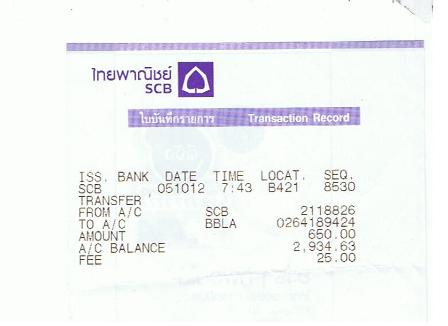 ไทยพาณิชย์
SCB
ใบบันทึกรายการ Transaction Record
ISS. BANK DATE TIME LOCAT. SEQ.
SCB 051012 7:43 B421 8530
TRANSFER
FROM A/C SCB 2118826
TO A/C BBLA 0264189424
AMOUNT 650.00
A/C BALANCE 2,934.63
FEE 25.00